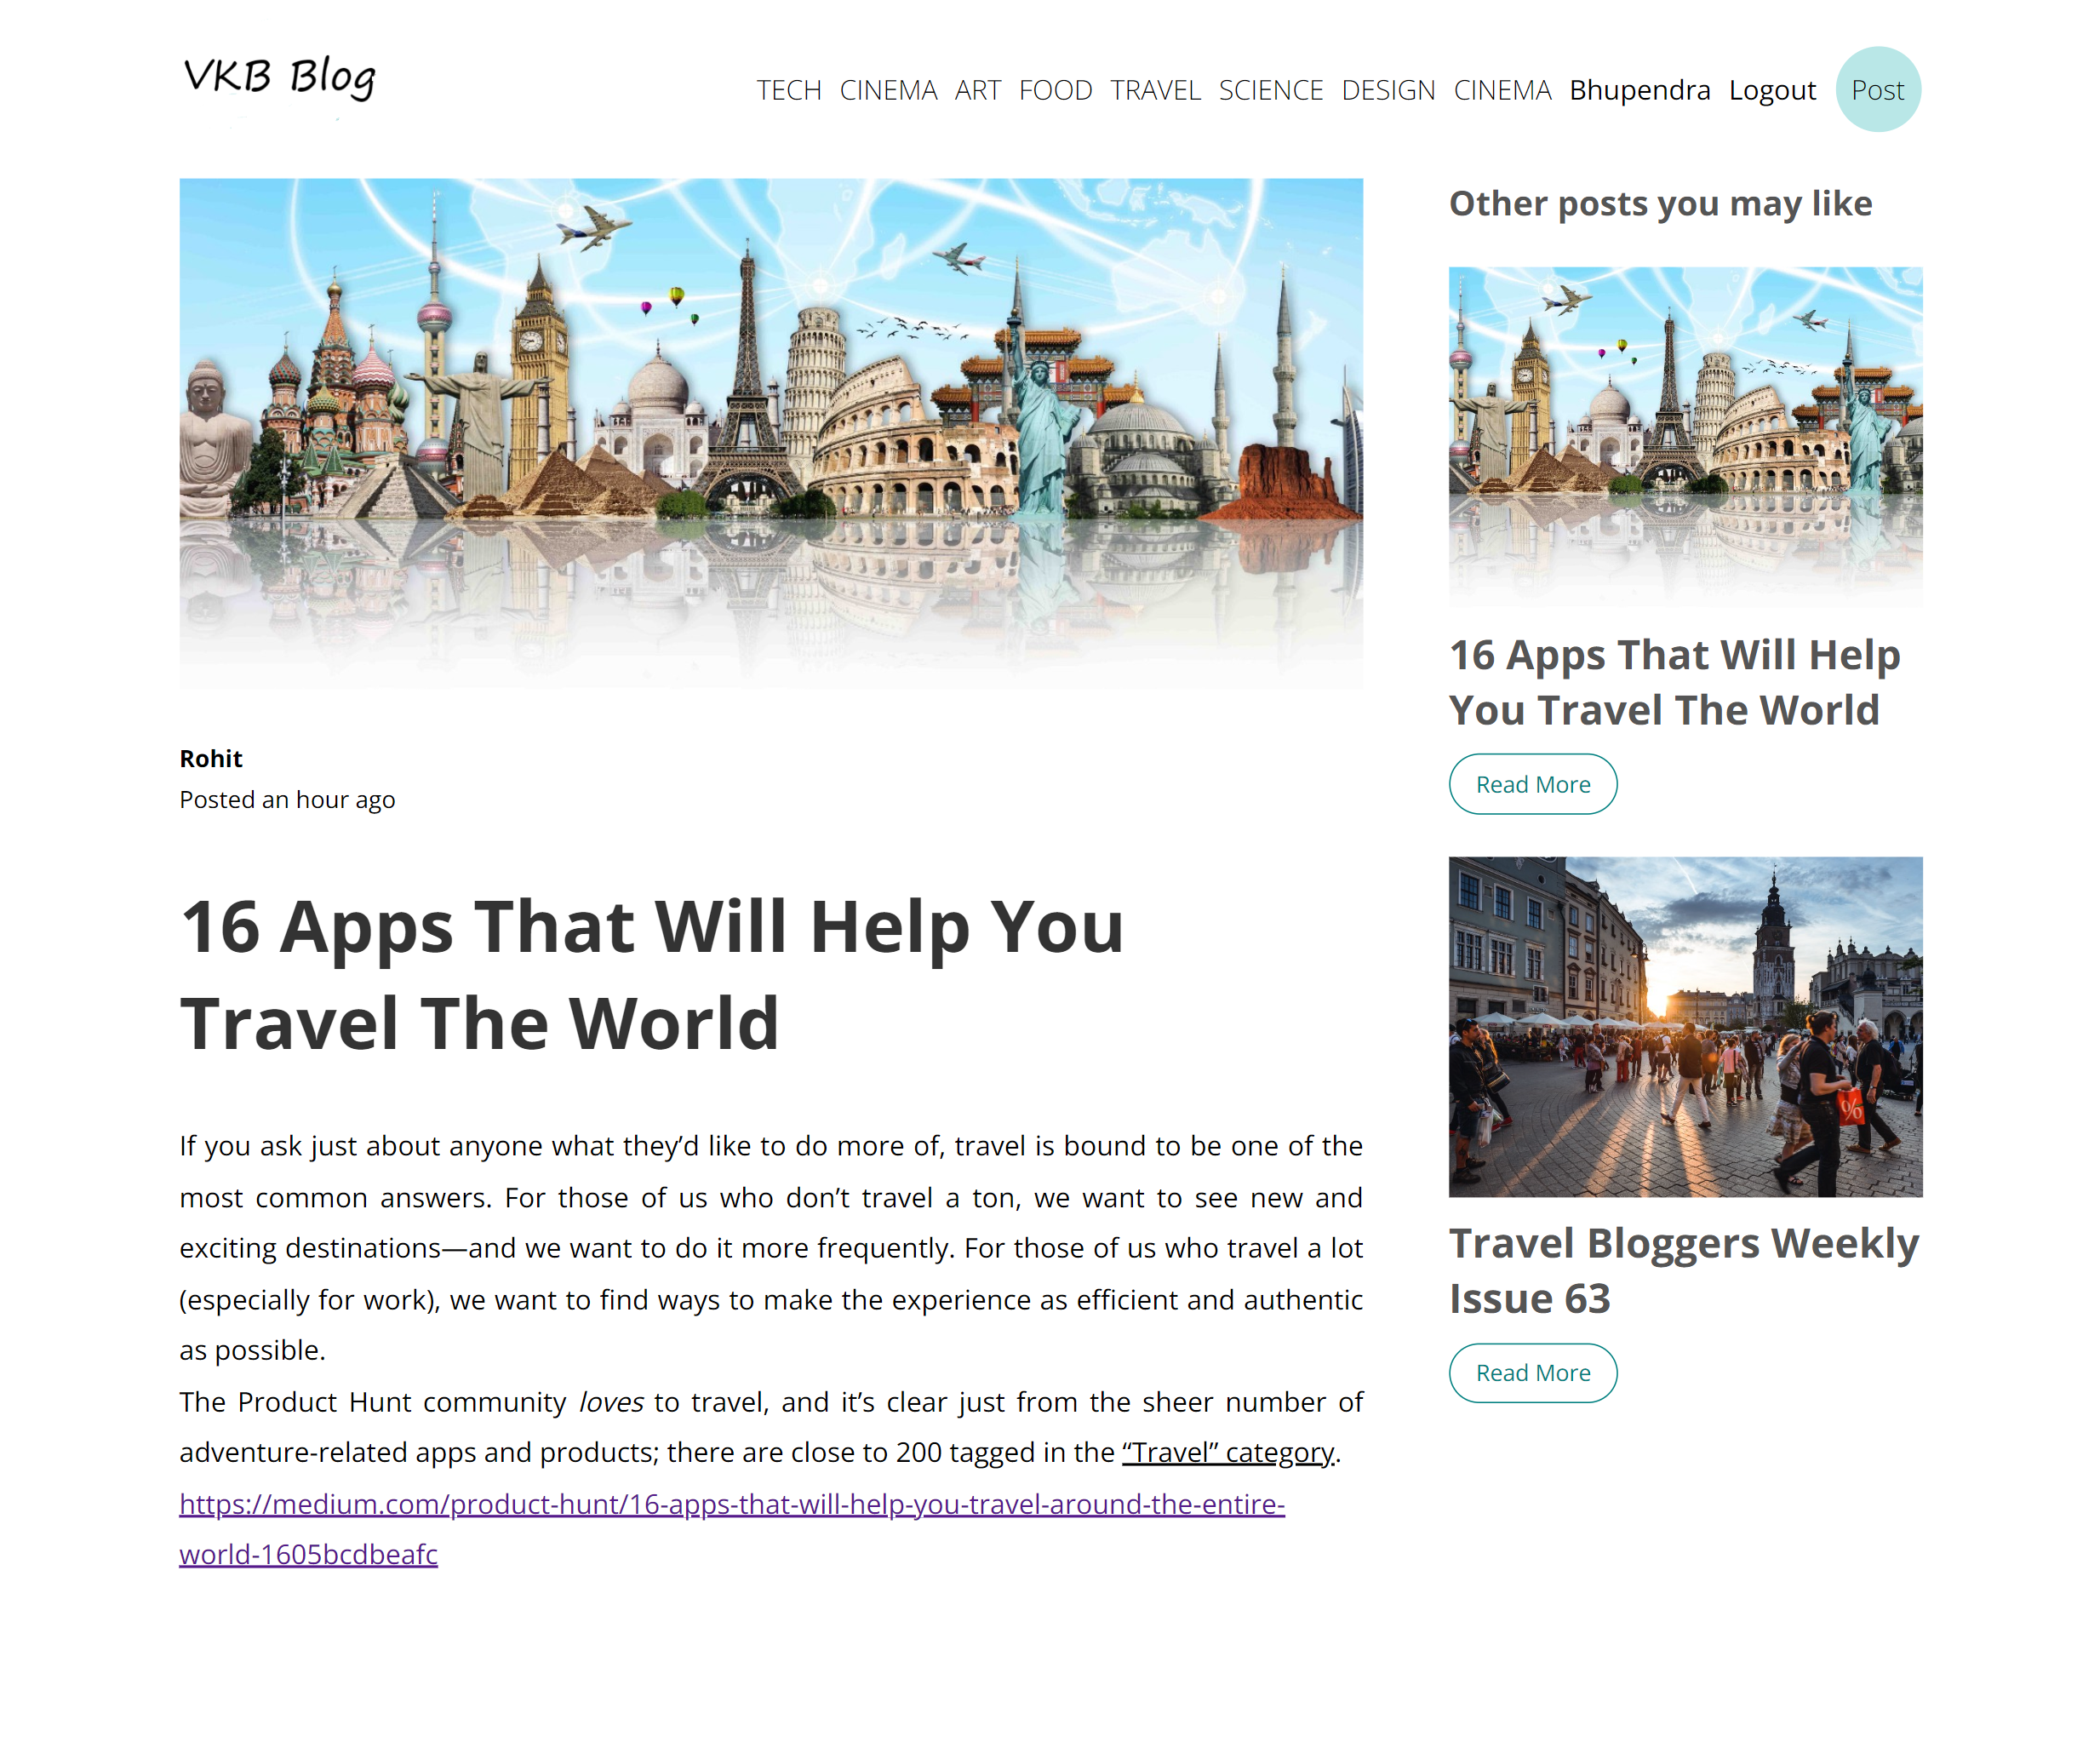 VKB Blog
TECH CINEMA ART FOOD TRAVEL SCIENCE DESIGN CINEMA Bhupendra Logout Post
Rohit
Posted an hour ago
16 Apps That Will Help You
Travel The World
If you ask just about anyone what they’d like to do more of, travel is bound to be one of the
most common answers. For those of us who don’t travel a ton, we want to see new and
exciting destinations—and we want to do it more frequently. For those of us who travel a lot
(especially for work), we want to find ways to make the experience as efficient and authentic
as possible.
The Product Hunt community loves to travel, and it’s clear just from the sheer number of
adventure-related apps and products; there are close to 200 tagged in the “Travel” category.
https://medium.com/product-hunt/16-apps-that-will-help-you-travel-around-the-entire-
world-1605bcdbeafc
Other posts you may like
16 Apps That Will Help
You Travel The World
Read More
%
Travel Bloggers Weekly
Issue 63
Read More